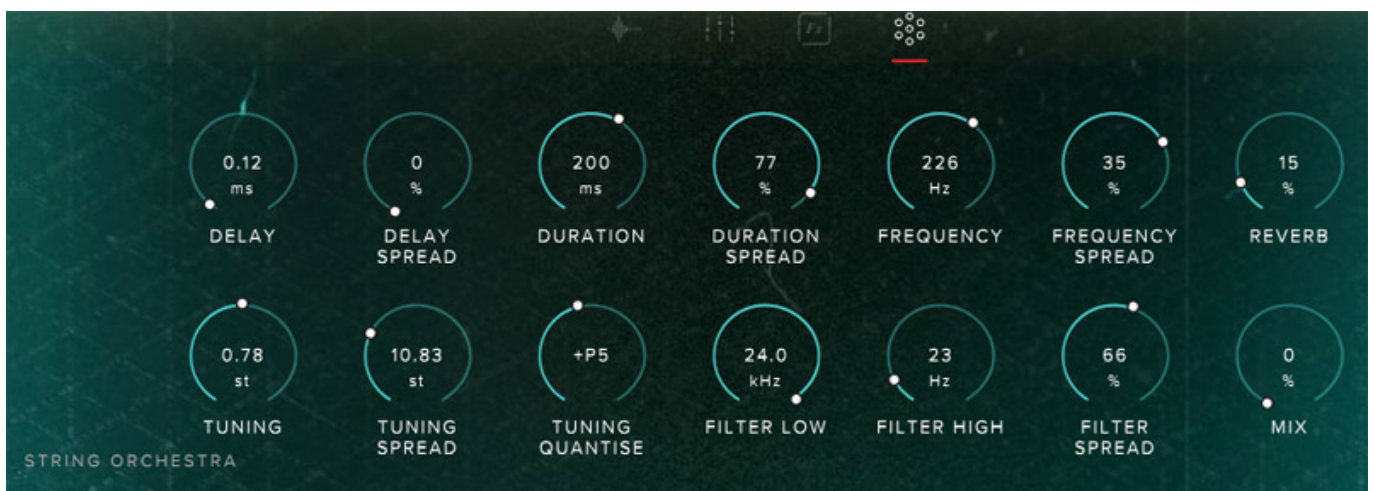 Fx
0.12
ms
DELAY
0
%
DELAY
SPREAD
200
ms
DURATION
77
%
DURATION
SPREAD
226
Hz
FREQUENCY
35
%
FREQUENCY
SPREAD
15
%
REVERB
0.78
st
TUNING
10.83
st
TUNING
SPREAD
+P5
TUNING
QUANTISE
24.0
kHz
FILTER LOW
23
Hz
FILTER HIGH
66
%
FILTER
SPREAD
0
%
MIX
STRING ORCHESTRA